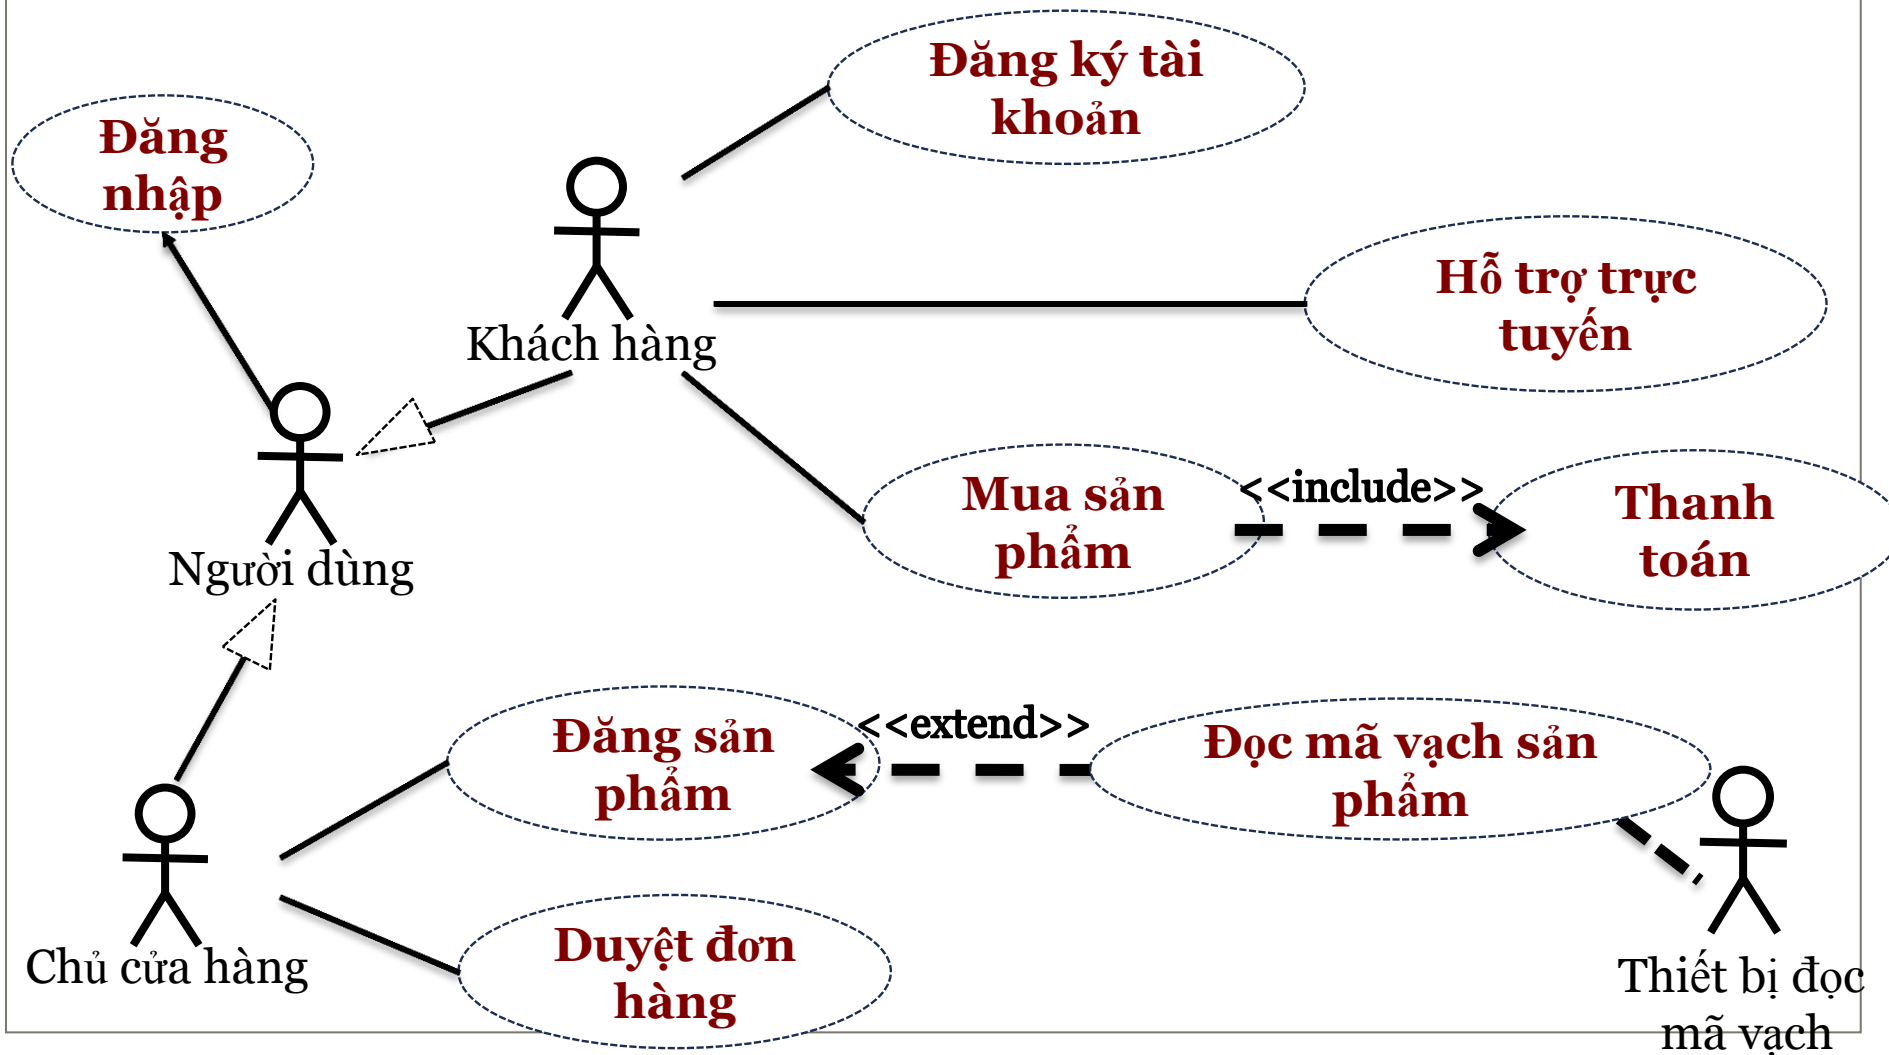 Đăng ký tài
khoản
Đăng
nhập
Hỗ trợ trực
tuyến
Khách hàng
Mua sản
phẩm
<<include>>
Thanh
toán
Người dùng
Đăng sản
phẩm
<<extend>>
Đọc mã vạch sản
phẩm
Chủ cửa hàng
Duyệt đơn
hàng
Thiết bị đọc
mã vạch